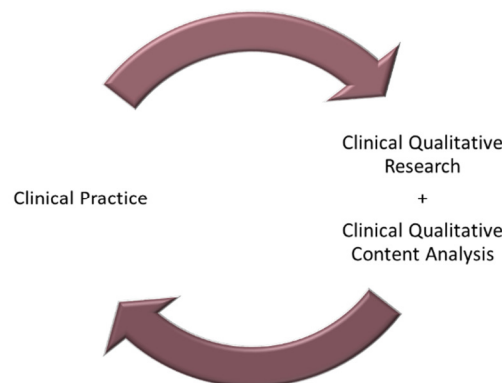 Clinical Practice
Clinical Qualitative
Research
+
Clinical Qualitative
Content Analysis